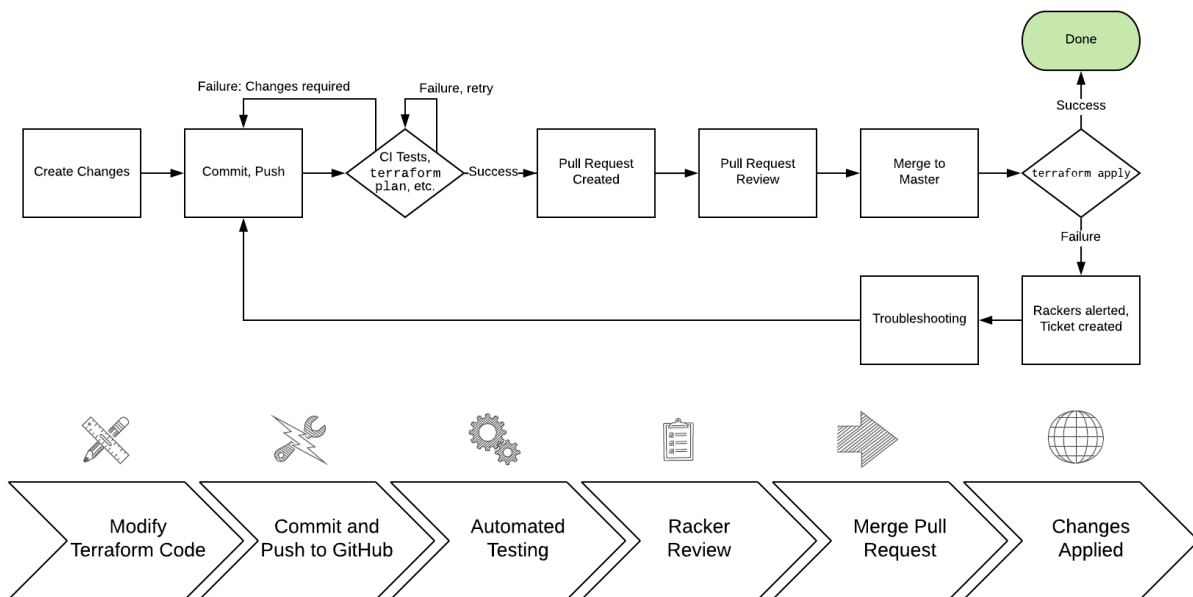 Done
Failure: Changes required
Failure, retry
Success
Create Changes
Commit, Push
CI Tests,
terraform
plan, etc.
Success
Pull Request
Created
Pull Request
Review
Merge to
Master
terraform apply
Failure
Troubleshooting
Rackers alerted,
Ticket created
Modify
Terraform Code
Commit and
Push to GitHub
Automated
Testing
Racker
Review
Merge Pull
Request
Changes
Applied